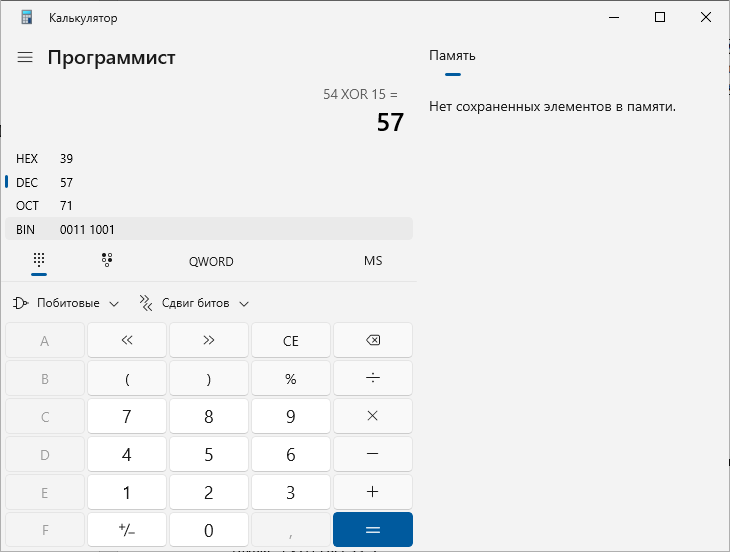 Калькулятор
Программист
Память
54 XOR 15 =
Нет сохраненных элементов в памяти.
57
HEX 39
DEC 57
OCT 71
BIN 0011 1001
QWORD MS
Побитовые Сдвиг битов
A « » CE
B ( ) % ÷
C 7 8 9 ×
D 4 5 6 −
E 1 2 3 +
F +/− 0 , =